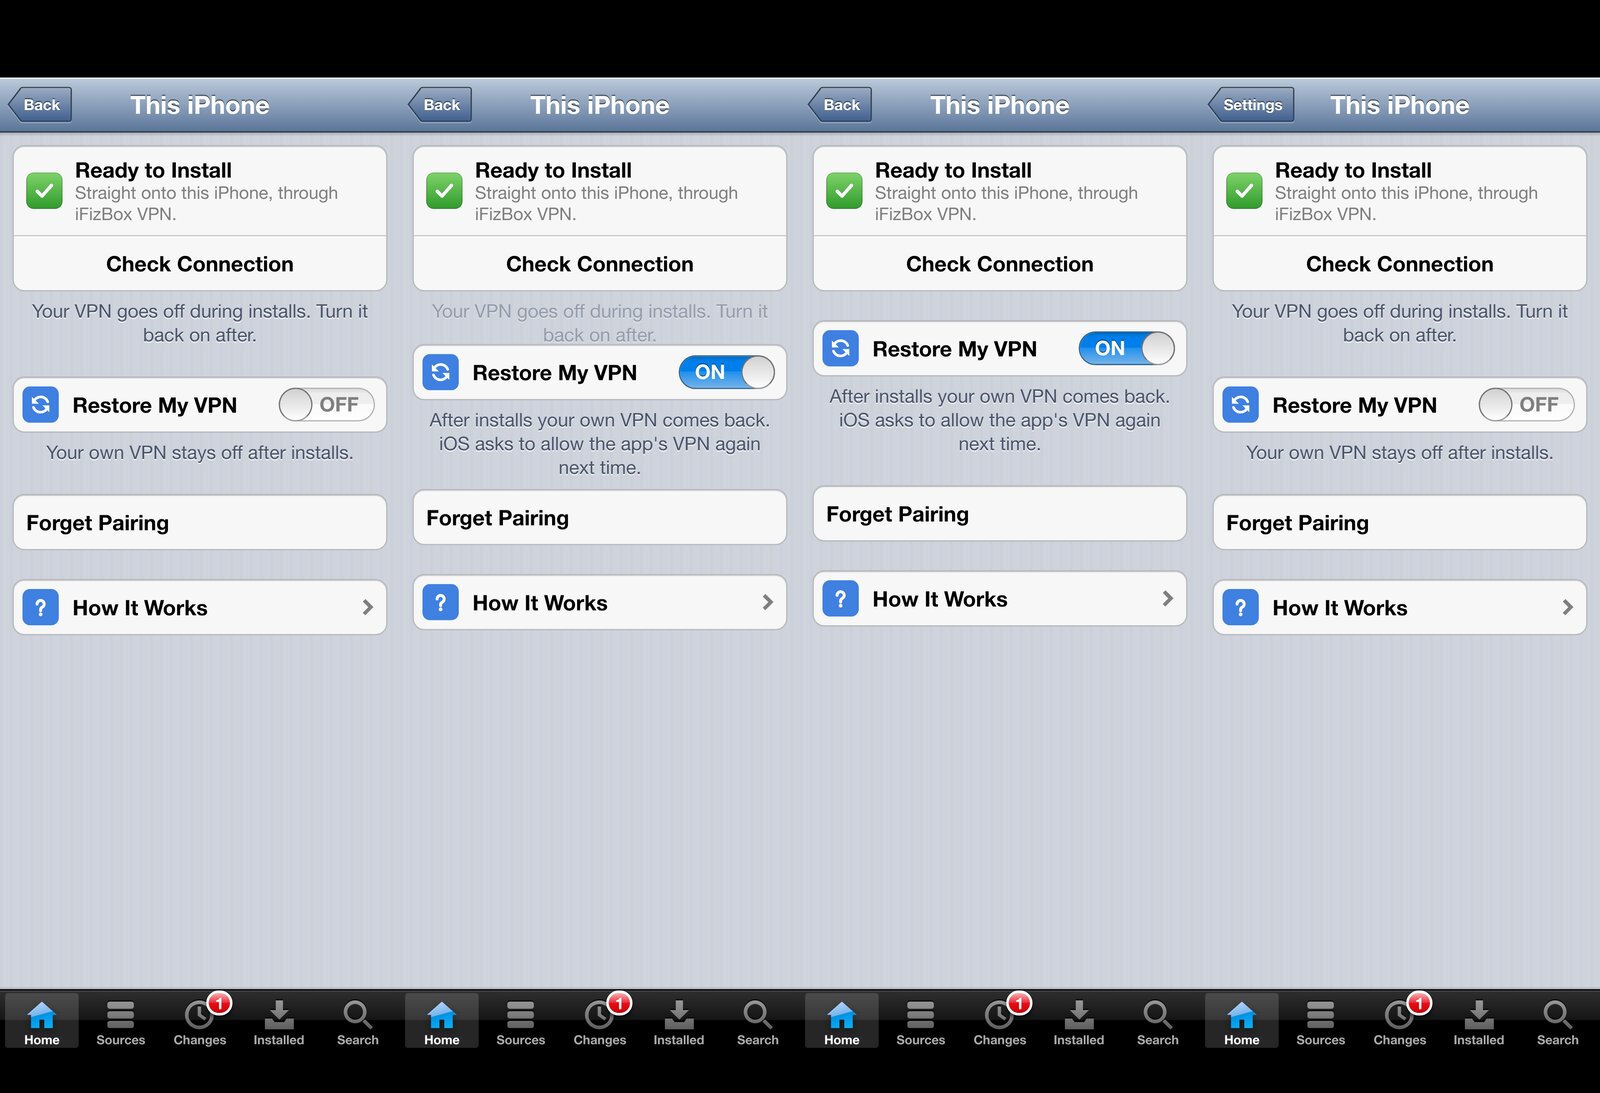 Back
This iPhone
Ready to Install
Straight onto this iPhone, through
iFizBox VPN.
Check Connection
Your VPN goes off during installs. Turn it
back on after.
Restore My VPN
OFF
Your own VPN stays off after installs.
Forget Pairing
?
How It Works
Home
Sources
1
Changes
Installed
Search
Back
This iPhone
Ready to Install
Straight onto this iPhone, through
iFizBox VPN.
Check Connection
Your VPN goes off during installs. Turn it
back on after.
Restore My VPN
ON
After installs your own VPN comes back.
iOS asks to allow the app's VPN again
next time.
Forget Pairing
?
How It Works
Home
Sources
1
Changes
Installed
Search
Back
This iPhone
Ready to Install
Straight onto this iPhone, through
iFizBox VPN.
Check Connection
Restore My VPN
ON
After installs your own VPN comes back.
iOS asks to allow the app's VPN again
next time.
Forget Pairing
?
How It Works
Home
Sources
1
Changes
Installed
Search
Settings
This iPhone
Ready to Install
Straight onto this iPhone, through
iFizBox VPN.
Check Connection
Your VPN goes off during installs. Turn it
back on after.
Restore My VPN
OFF
Your own VPN stays off after installs.
Forget Pairing
?
How It Works
Home
Sources
1
Changes
Installed
Search